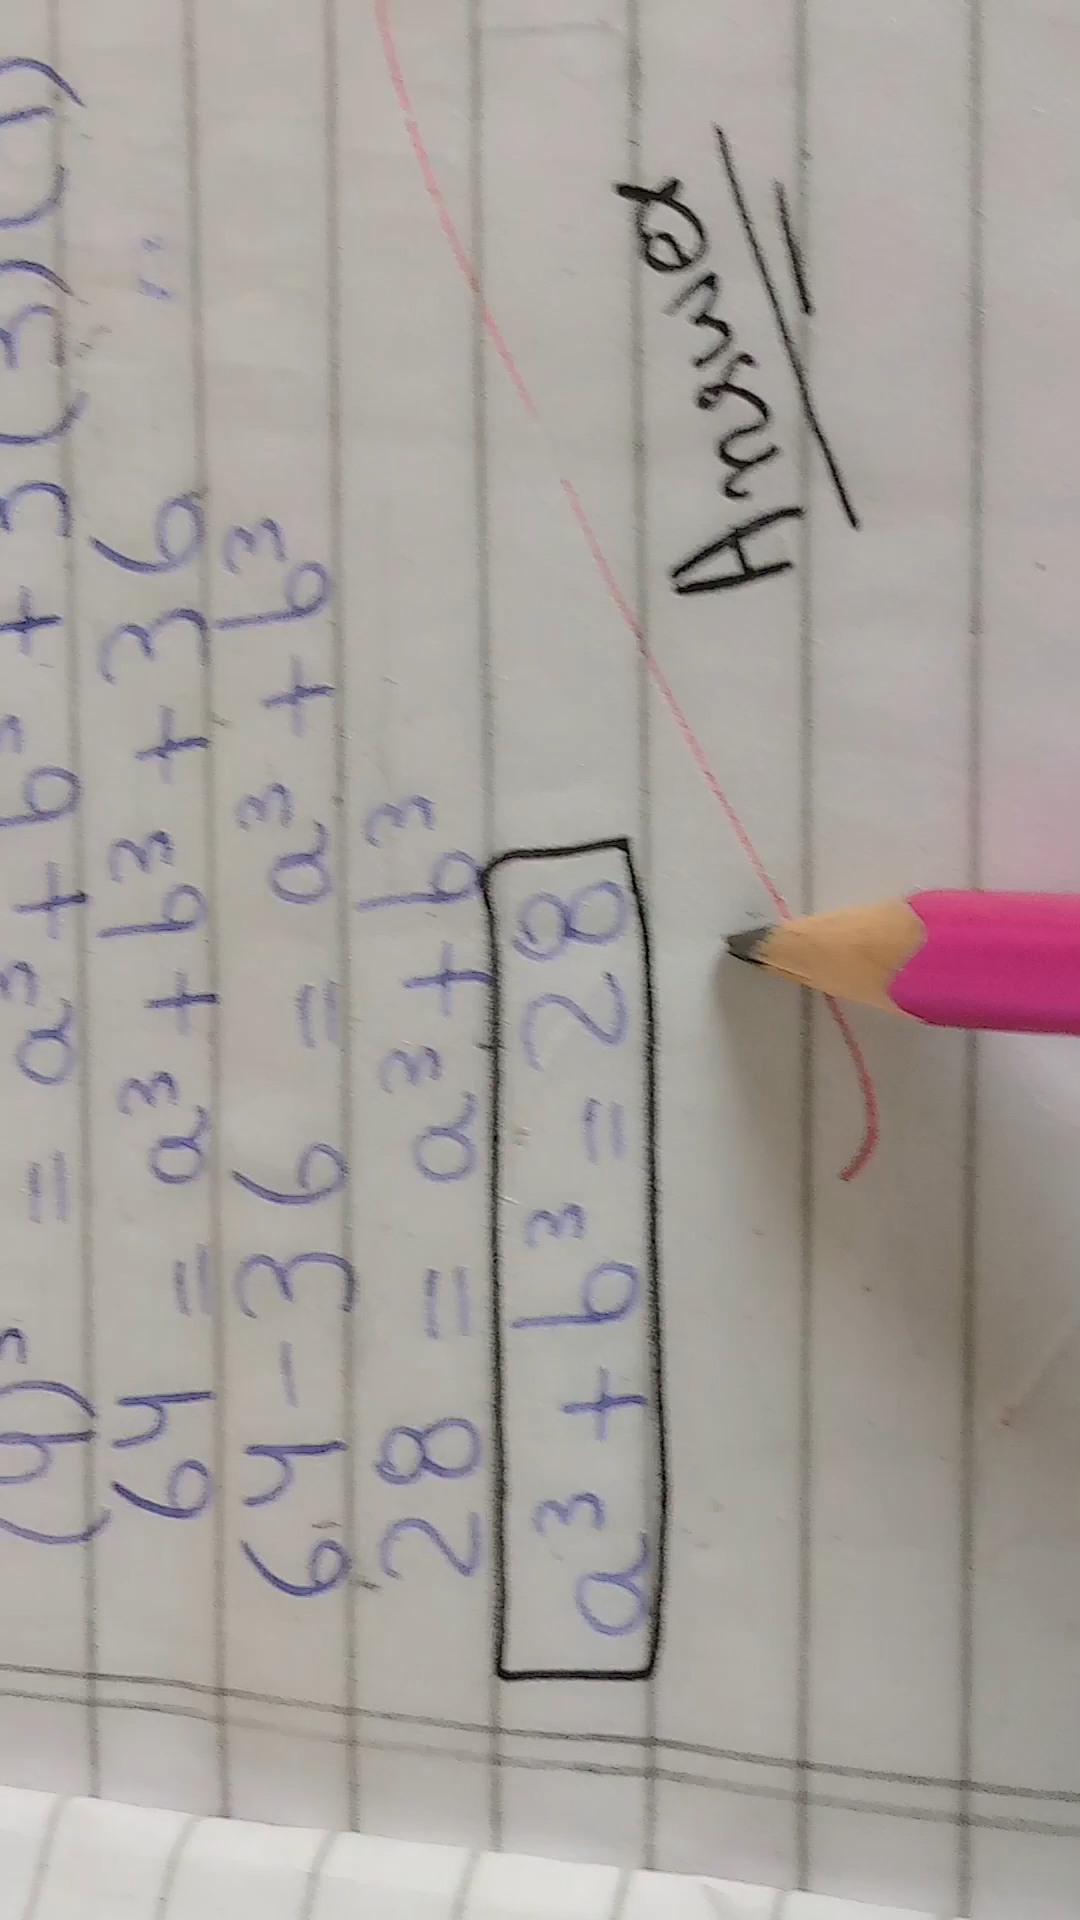 (4)³ = a³ + b³ + 3(3)(4)
64 = a³ + b³ + 36
64 - 36 = a³ + b³
28 = a³ + b³
a³ + b³ = 28
Answer